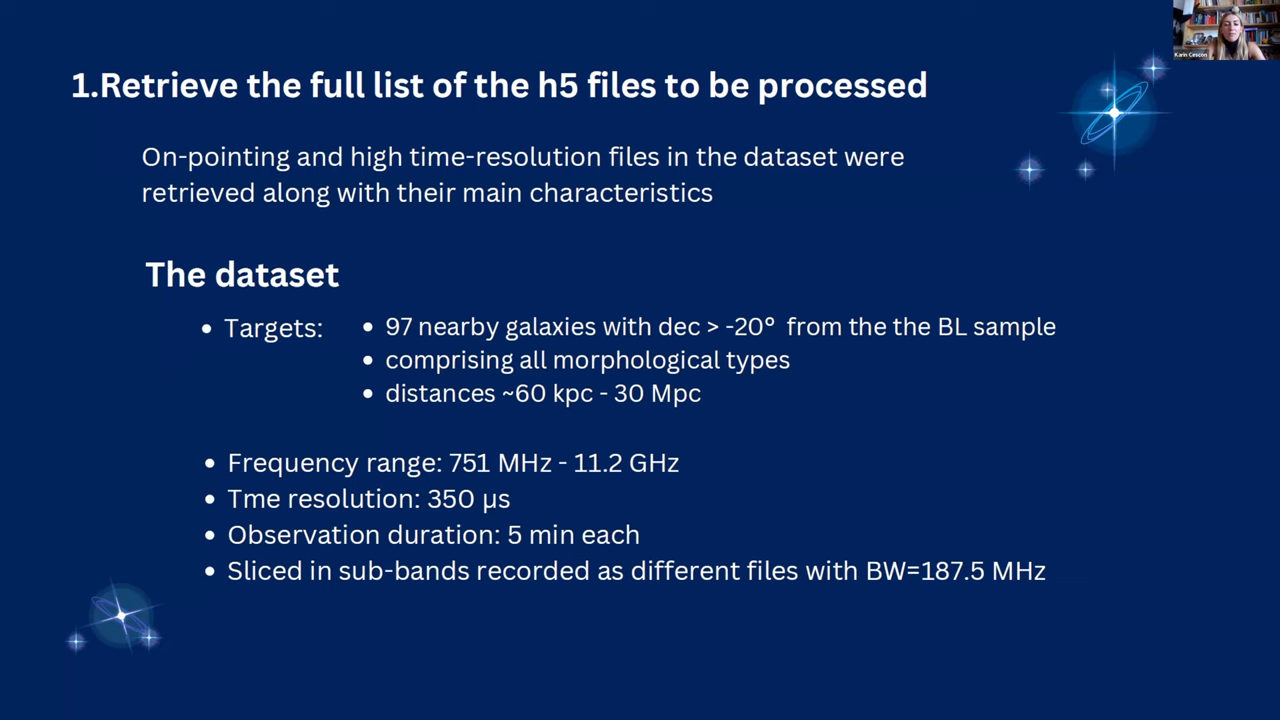 Karin Cescon
1.Retrieve the full list of the h5 files to be processed
On-pointing and high time-resolution files in the dataset were
retrieved along with their main characteristics
The dataset
• Targets:
• 97 nearby galaxies with dec > -20° from the the BL sample
• comprising all morphological types
• distances ~60 kpc - 30 Mpc
• Frequency range: 751 MHz - 11.2 GHz
• Tme resolution: 350 µs
• Observation duration: 5 min each
• Sliced in sub-bands recorded as different files with BW=187.5 MHz